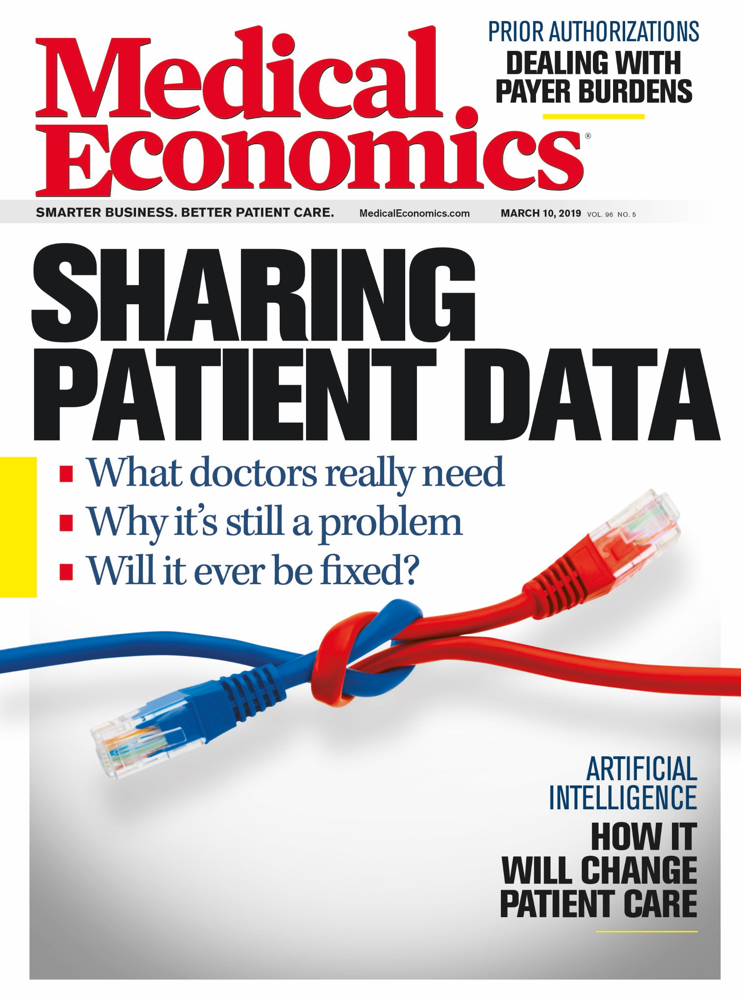 PRIOR AUTHORIZATIONS
DEALING WITH
PAYER BURDENS
Medical
Economics®
SMARTER BUSINESS. BETTER PATIENT CARE. MedicalEconomics.com MARCH 10, 2019 VOL. 96 NO. 5
SHARING
PATIENT DATA
▪ What doctors really need
▪ Why it’s still a problem
▪ Will it ever be fixed?
ARTIFICIAL
INTELLIGENCE
HOW IT
WILL CHANGE
PATIENT CARE